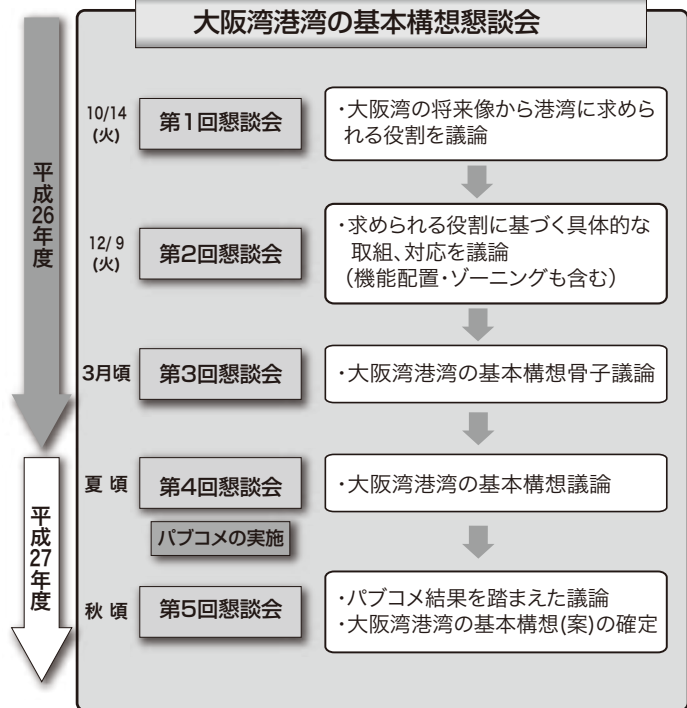 大阪湾港湾の基本構想懇談会
平成26年度
10/14
(火)
第1回懇談会
・大阪湾の将来像から港湾に求めら
れる役割を議論
12/9
(火)
第2回懇談会
・求められる役割に基づく具体的な
取組、対応を議論
(機能配置・ゾーニングも含む)
3月頃
第3回懇談会
・大阪湾港湾の基本構想骨子議論
平成27年度
夏頃
第4回懇談会
・大阪湾港湾の基本構想議論
パブコメの実施
秋頃
第5回懇談会
・パブコメ結果を踏まえた議論
・大阪湾港湾の基本構想(案)の確定